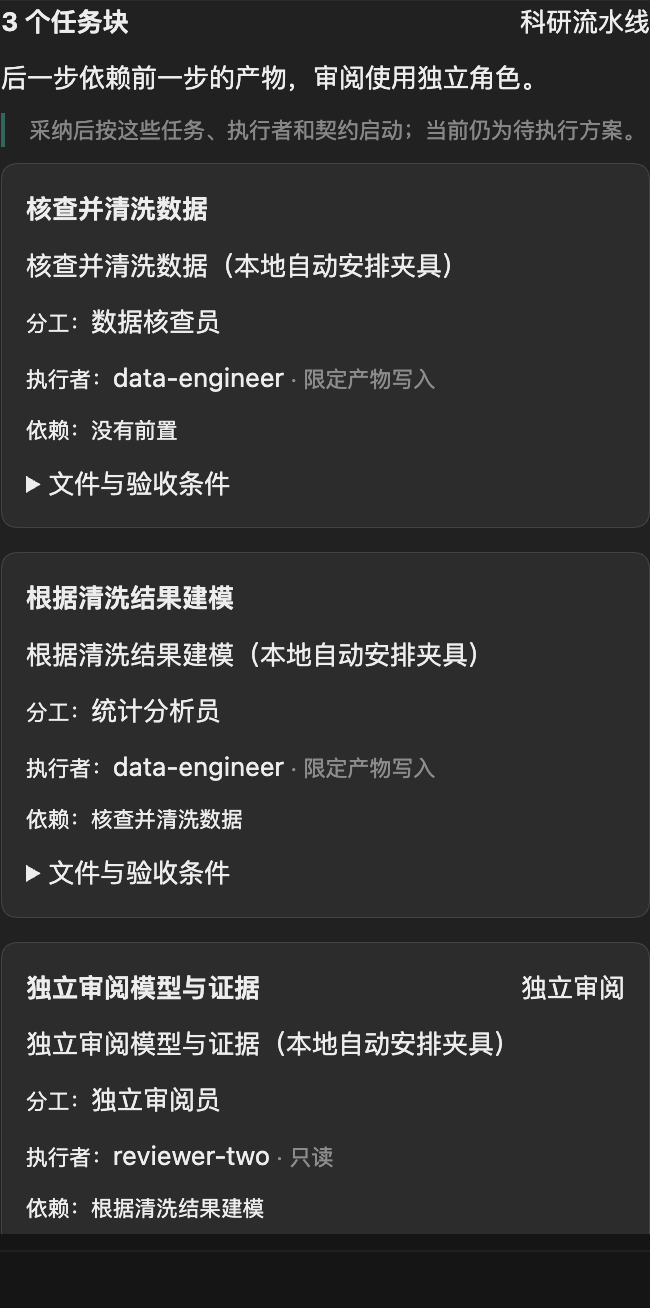 3 个任务块 科研流水线
后一步依赖前一步的产物，审阅使用独立角色。
采纳后按这些任务、执行者和契约启动；当前仍为待执行方案。
核查并清洗数据
核查并清洗数据（本地自动安排夹具）
分工：数据核查员
执行者：data-engineer · 限定产物写入
依赖：没有前置
▶ 文件与验收条件
根据清洗结果建模
根据清洗结果建模（本地自动安排夹具）
分工：统计分析员
执行者：data-engineer · 限定产物写入
依赖：核查并清洗数据
▶ 文件与验收条件
独立审阅模型与证据 独立审阅
独立审阅模型与证据（本地自动安排夹具）
分工：独立审阅员
执行者：reviewer-two · 只读
依赖：根据清洗结果建模